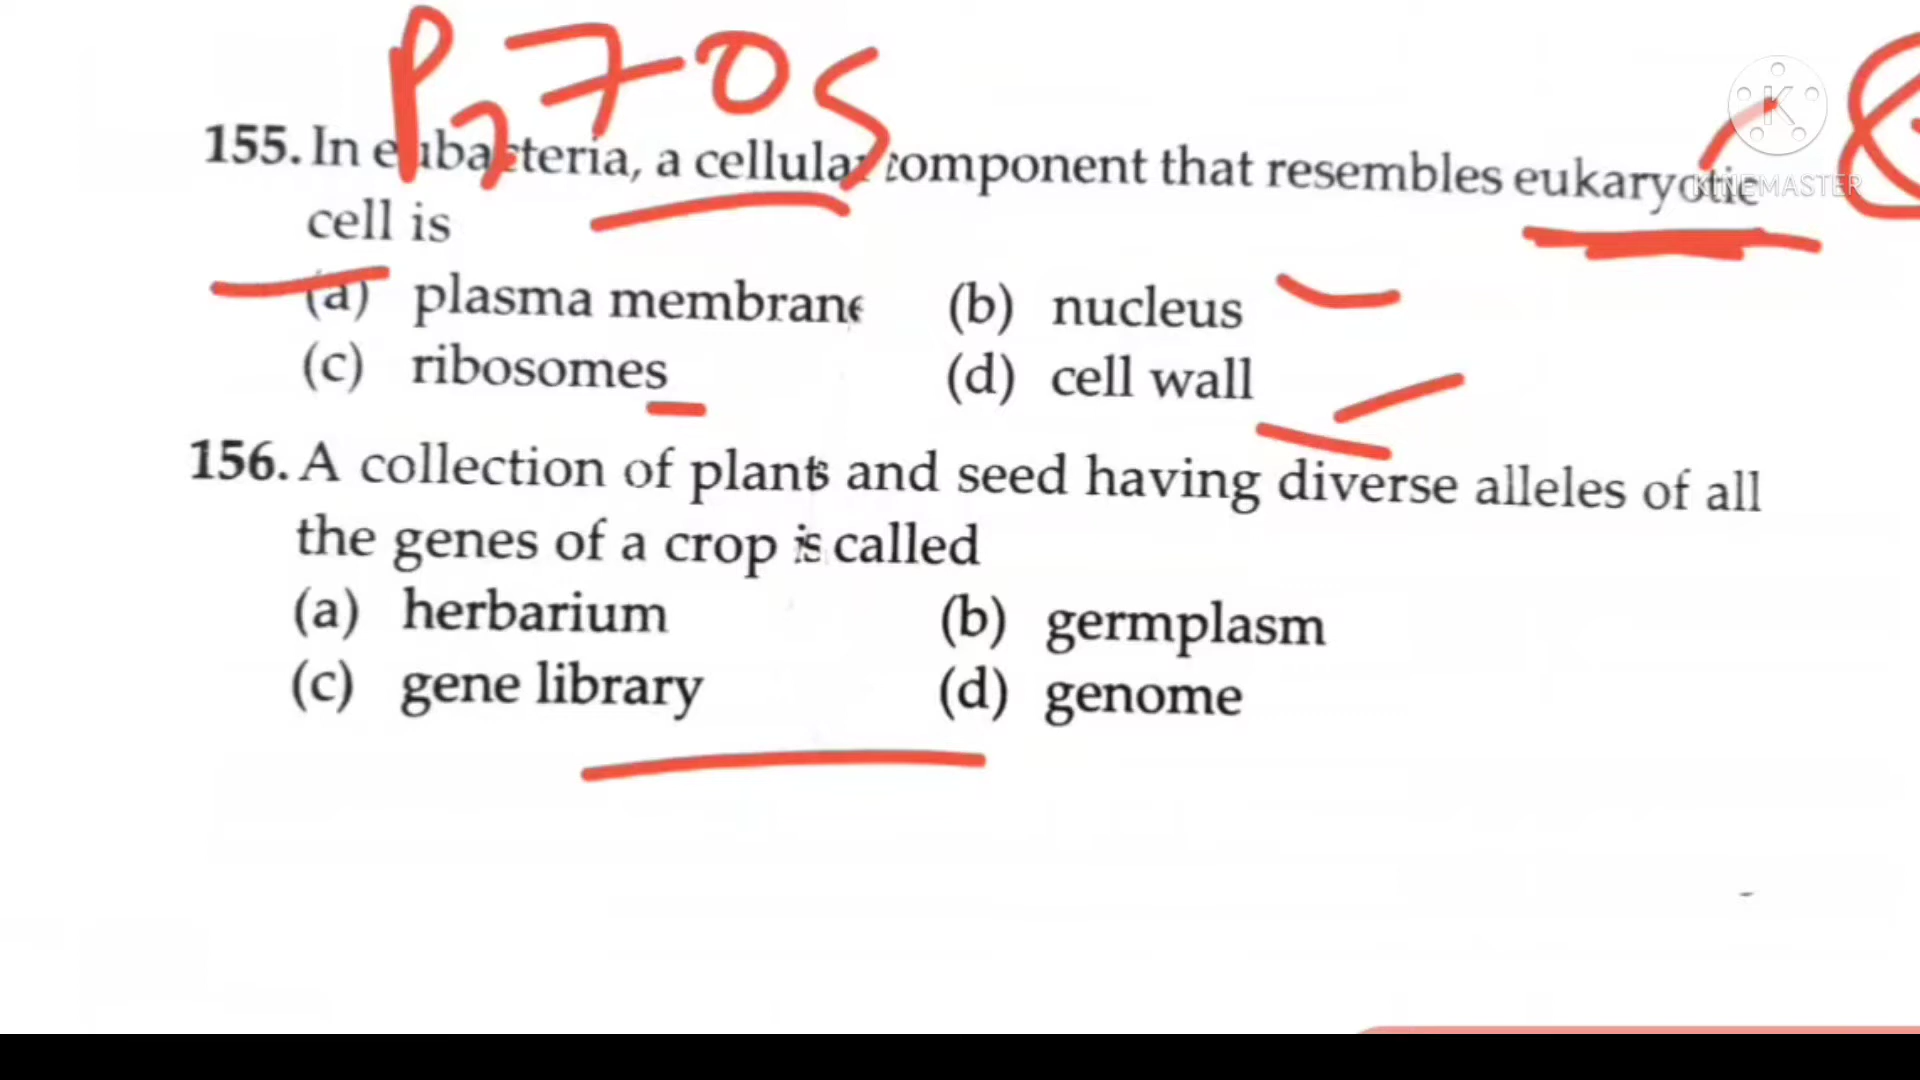 P, 70S
155. In eubacteria, a cellular component that resembles eukaryotic
KINEMASTER
cell is
(a) plasma membrane (b) nucleus
(c) ribosomes (d) cell wall
156. A collection of plants and seed having diverse alleles of all
the genes of a crop is called
(a) herbarium (b) germplasm
(c) gene library (d) genome